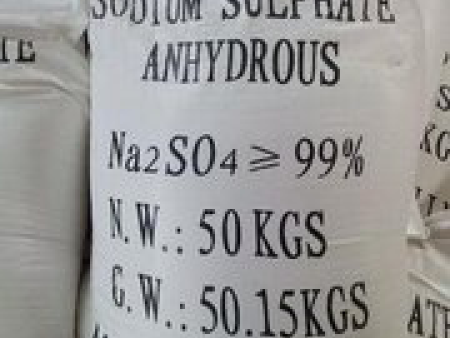 SODIUM SULPHATE
ANHYDROUS
Na2SO4 ≥ 99%
N.W.: 50 KGS
G.W.: 50.15KGS